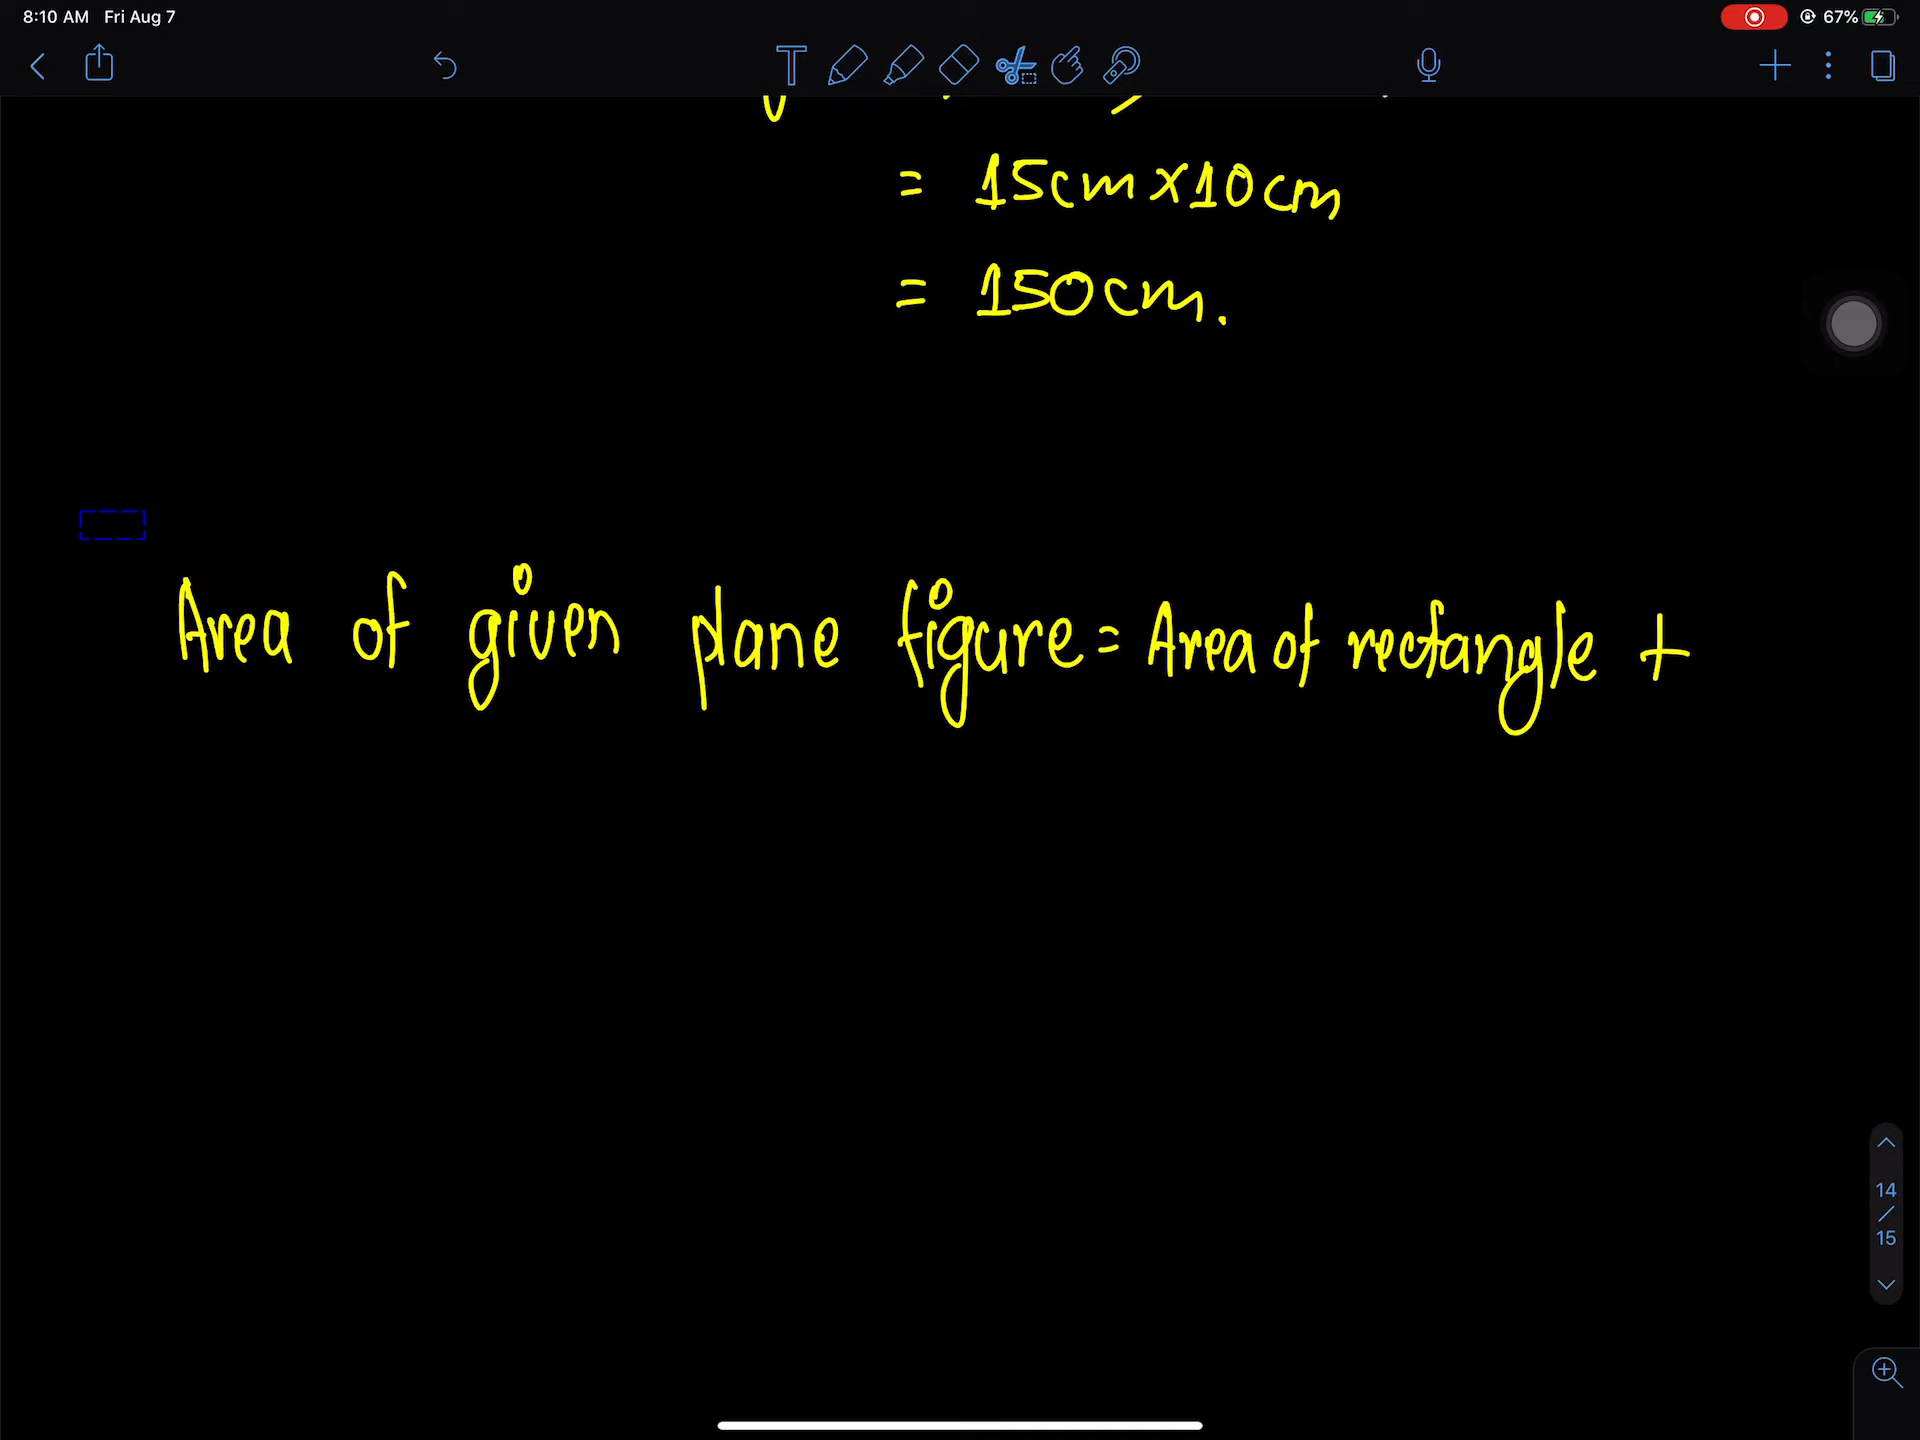 8:10 AM Fri Aug 7
67%
= 15cm×10cm
= 150cm.
Area of given plane figure = Area of rectangle +
14
/
15